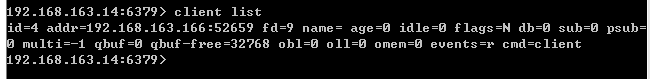 192.168.163.14:6379> client list
id=4 addr=192.168.163.166:52659 fd=9 name= age=0 idle=0 flags=N db=0 sub=0 psub=
0 multi=-1 qbuf=0 qbuf-free=32768 obl=0 oll=0 omem=0 events=r cmd=client
192.168.163.14:6379>